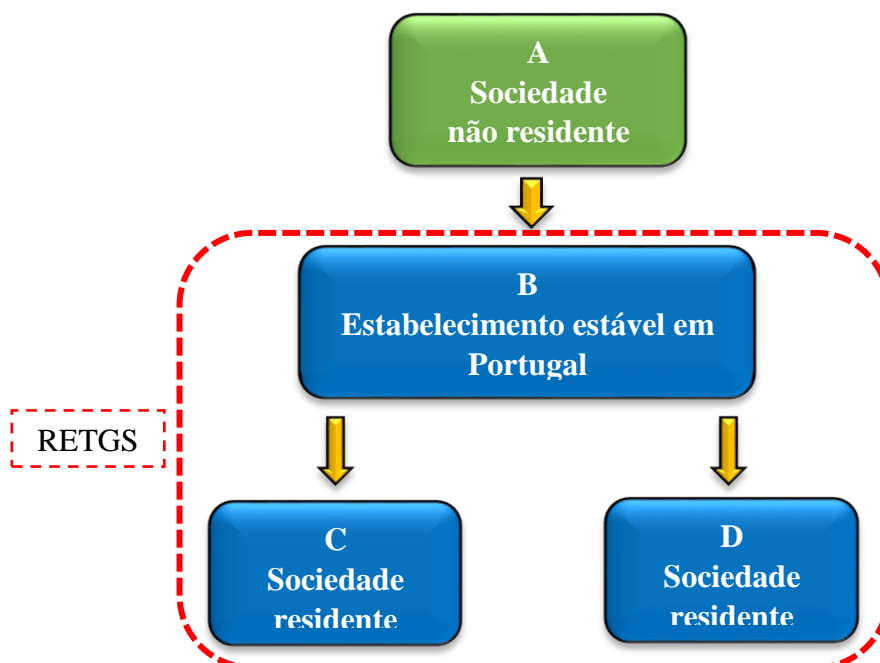 A
Sociedade
não residente
B
Estabelecimento estável em
Portugal
RETGS
C
Sociedade
residente
D
Sociedade
residente